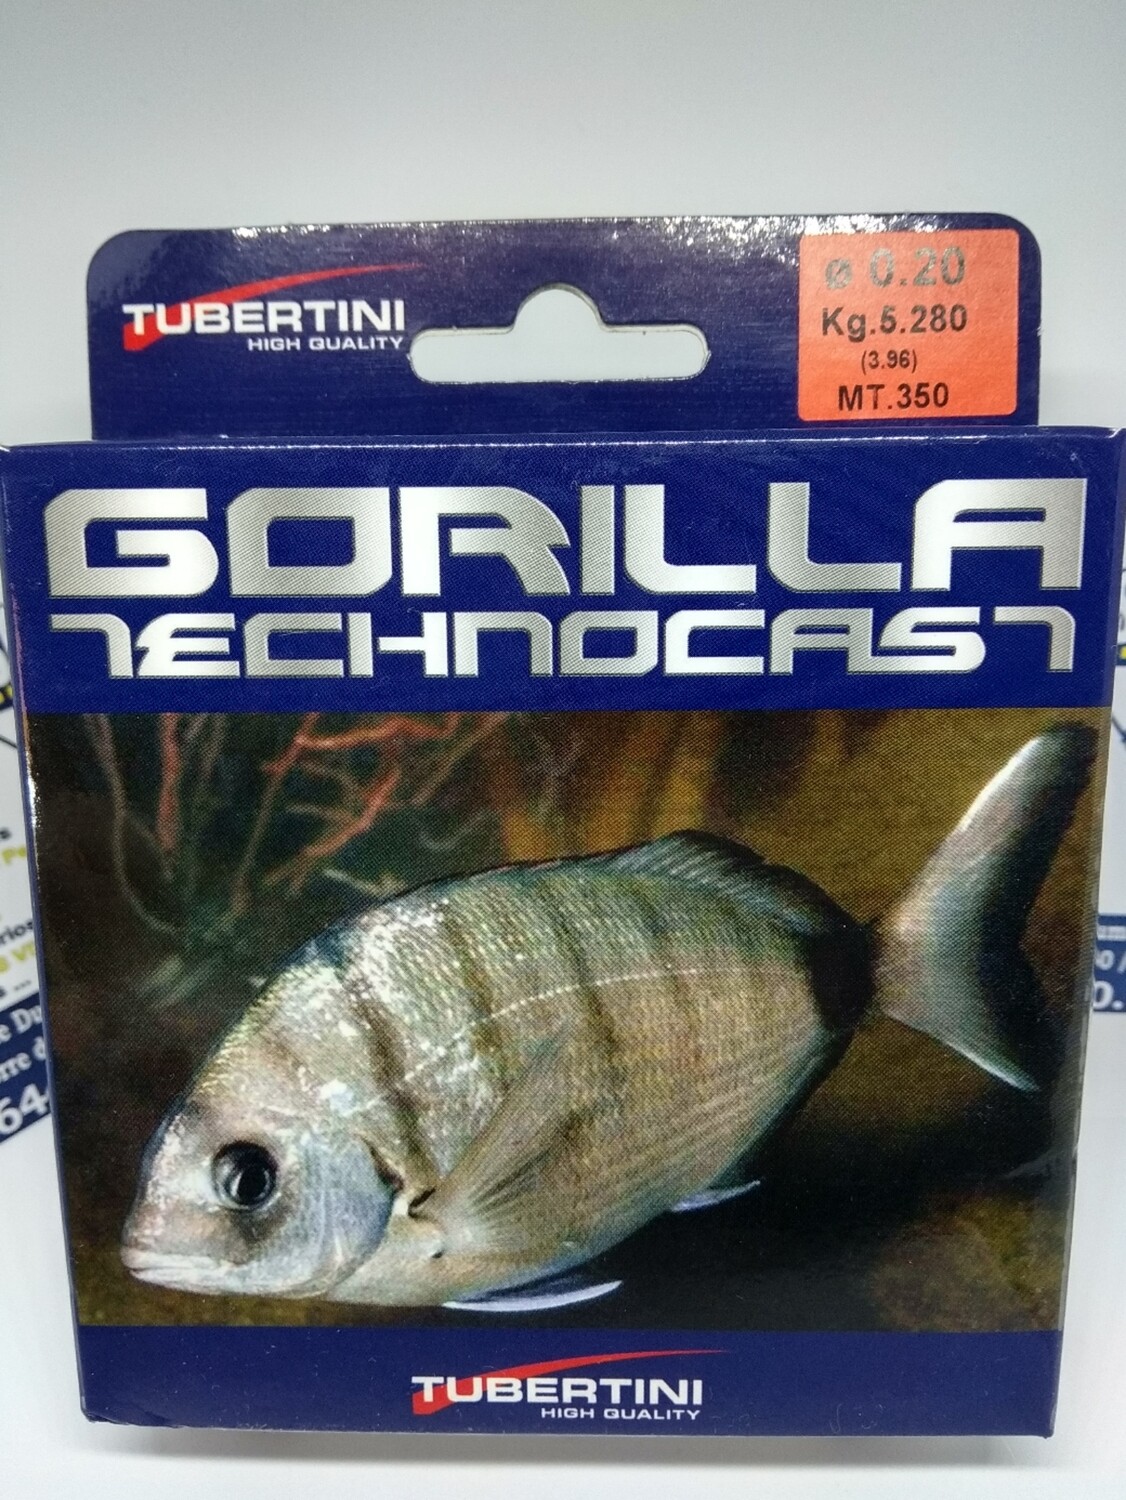 TUBERTINI
HIGH QUALITY
ø 0.20
Kg.5.280
(3.96)
MT.350
GORILLA
TECHNOCAST
TUBERTINI
HIGH QUALITY